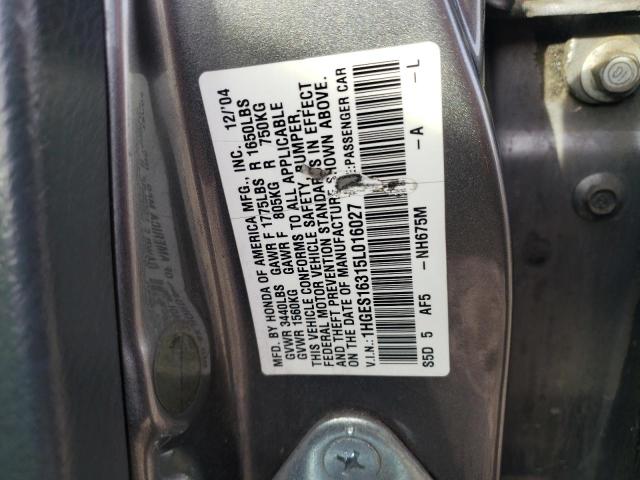 MFD. BY HONDA OF AMERICA MFG., INC. 12/'04
GVWR 3440LBS GAWR F 1775LBS R 1650LBS
GVWR 1560KG GAWR F 805KG R 750KG
THIS VEHICLE CONFORMS TO ALL APPLICABLE
FEDERAL MOTOR VEHICLE SAFETY, BUMPER,
AND THEFT PREVENTION STANDARDS IN EFFECT
ON THE DATE OF MANUFACTURE SHOWN ABOVE.
V.I.N.: 1HGES16315L016027 :PASSENGER CAR
S5D 5 AF5 -NH675M -A -L